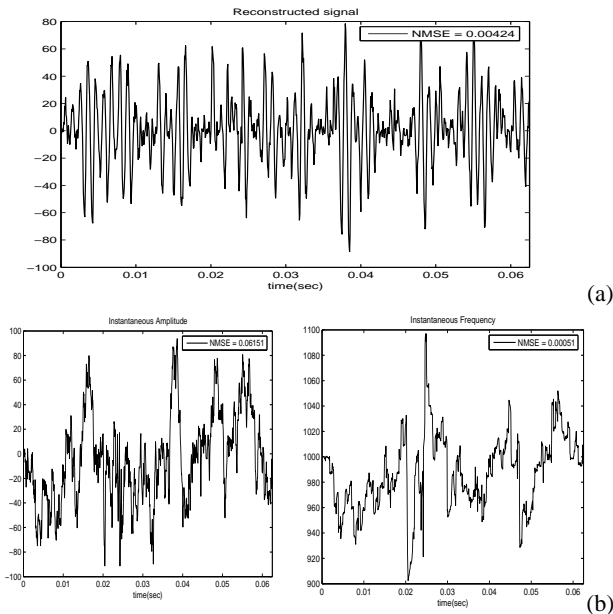 Reconstructed signal
NMSE = 0.00424
80
60
40
20
0
−20
−40
−60
−80
−100
0 0.01 0.02 0.03 0.04 0.05 0.06
time(sec)
(a)
Instantaneous Amplitude
NMSE = 0.06151
100
80
60
40
20
0
−20
−40
−60
−80
−100
0 0.01 0.02 0.03 0.04 0.05 0.06
time(sec)
Instantaneous Frequency
NMSE = 0.00051
1100
1080
1060
1040
1020
1000
980
960
940
920
900
0 0.01 0.02 0.03 0.04 0.05 0.06
time(sec)
(b)